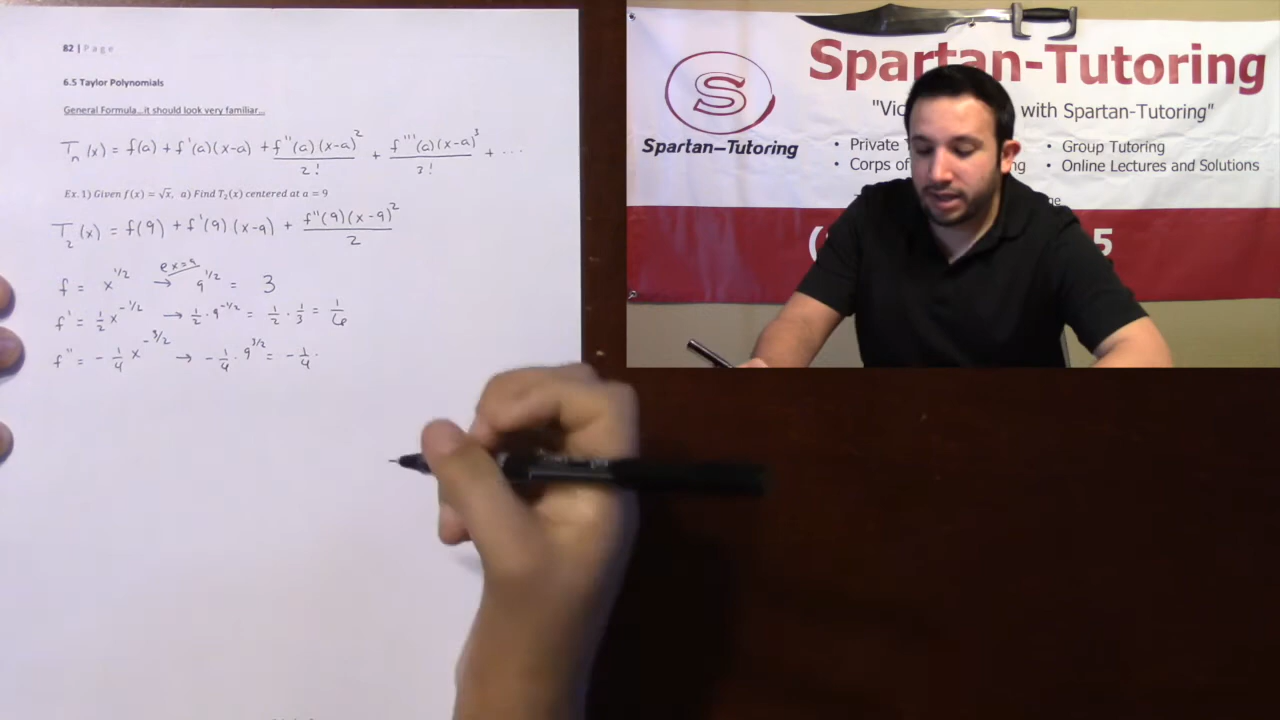 82 | Page
6.5 Taylor Polynomials
General Formula...it should look very familiar...
Tₙ(x) = f(a) + f'(a)(x-a) + f''(a)(x-a)²/2! + f'''(a)(x-a)³/3! + ...
Ex. 1) Given f(x) = √x, a) Find T₂(x) centered at a = 9
T₂(x) = f(9) + f'(9)(x-9) + f''(9)(x-9)²/2
@ x=9
f = x^1/2 → 9^1/2 = 3
f' = 1/2 x^-1/2 → 1/2 · 9^-1/2 = 1/2 · 1/3 = 1/6
f'' = - 1/4 x^-3/2 → - 1/4 · 9^3/2 = - 1/4 ·
S
Spartan-Tutoring
Spartan-Tutoring
with Spartan-Tutoring"
• Private
• Group Tutoring
• Corps of
• Online Lectures and Solutions
(
5